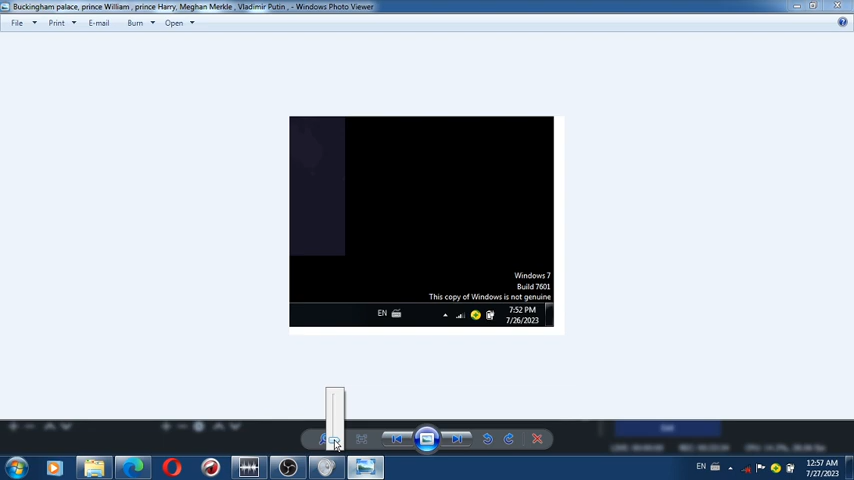 Buckingham palace, prince William , prince Harry, Meghan Merkle , Vladimir Putin , - Windows Photo Viewer
File Print E-mail Burn Open
Windows 7
Build 7601
This copy of Windows is not genuine
EN 7:52 PM
7/26/2023
EN 12:57 AM
7/27/2023